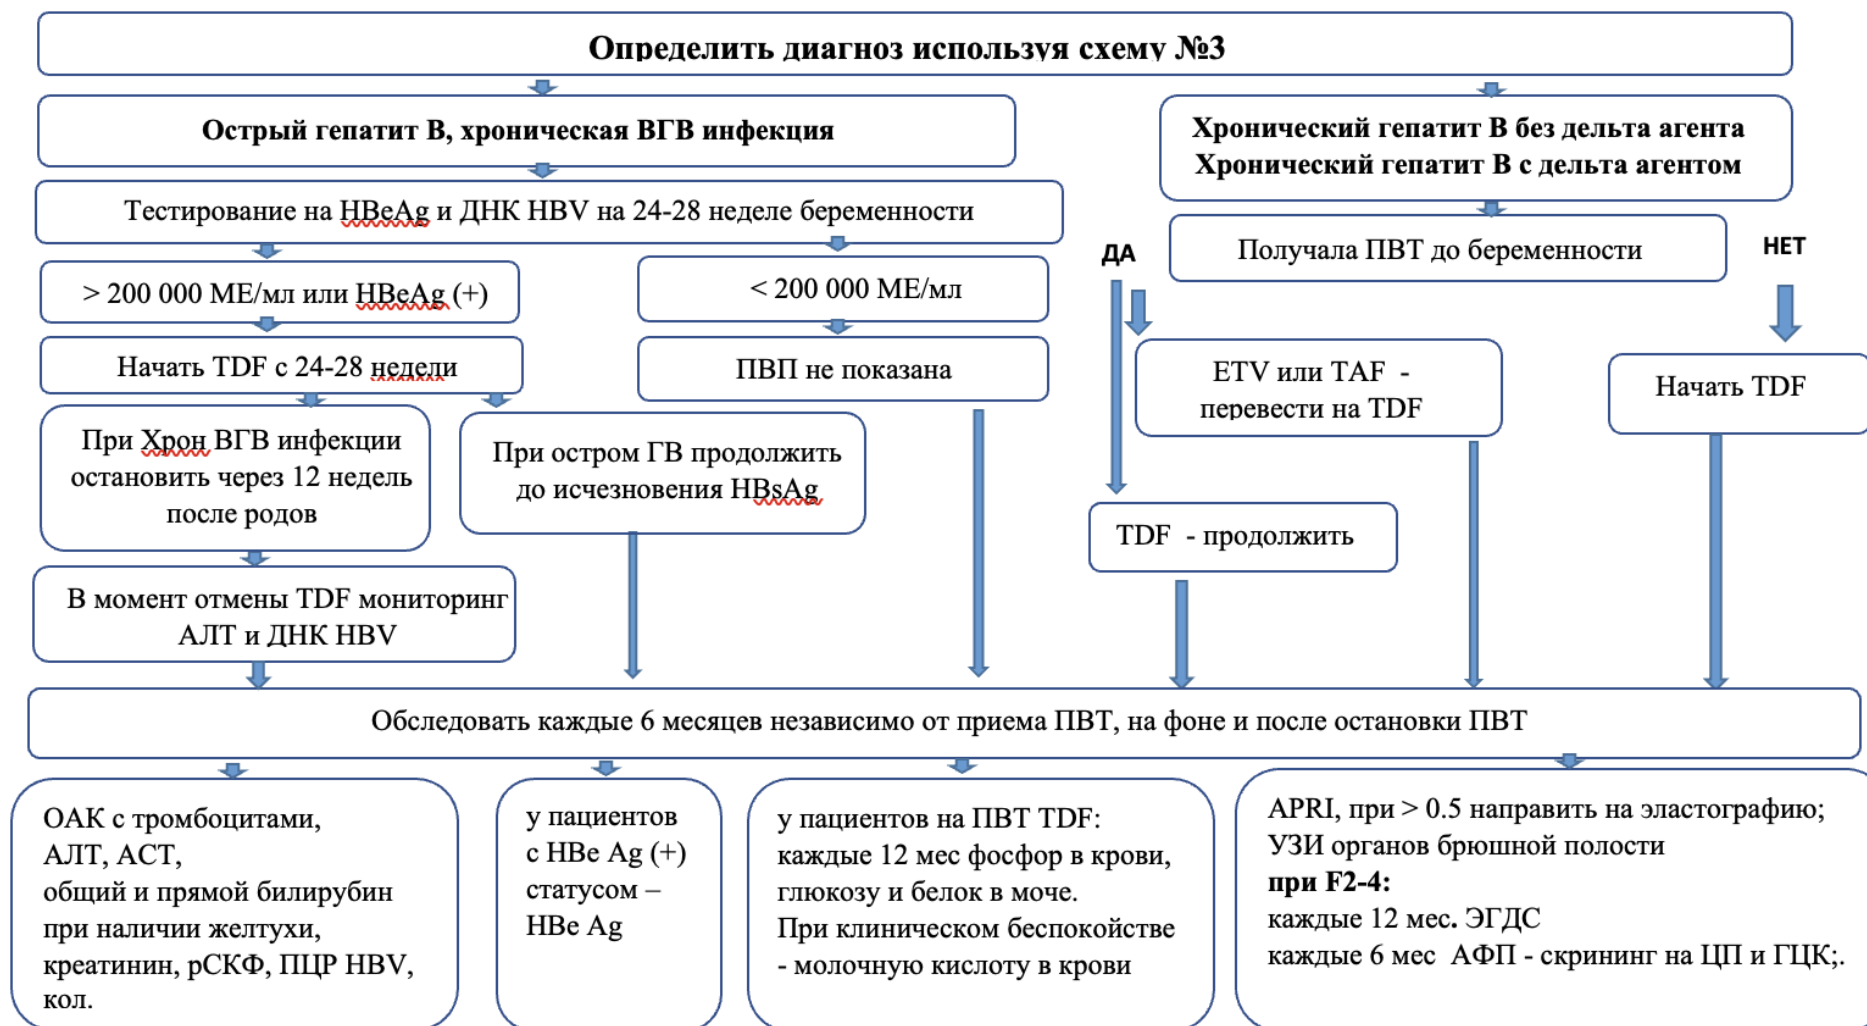 Определить диагноз используя схему №3
Острый гепатит В, хроническая ВГВ инфекция
Тестирование на HBeAg и ДНК HBV на 24-28 неделе беременности
> 200 000 МЕ/мл или HBeAg (+)
< 200 000 МЕ/мл
Начать TDF с 24-28 недели
ПВП не показана
При Хрон ВГВ инфекции
остановить через 12 недель
после родов
При остром ГВ продолжить
до исчезновения HBsAg
В момент отмены TDF мониторинг
АЛТ и ДНК HBV
Хронический гепатит В без дельта агента
Хронический гепатит В с дельта агентом
ДА
Получала ПВТ до беременности
НЕТ
ETV или TAF -
перевести на TDF
Начать TDF
TDF - продолжить
Обследовать каждые 6 месяцев независимо от приема ПВТ, на фоне и после остановки ПВТ
ОАК с тромбоцитами,
АЛТ, АСТ,
общий и прямой билирубин
при наличии желтухи,
креатинин, рСКФ, ПЦР HBV,
кол.
у пациентов
с HBe Ag (+)
статусом –
HBe Ag
у пациентов на ПВТ TDF:
каждые 12 мес фосфор в крови,
глюкозу и белок в моче.
При клиническом беспокойстве
- молочную кислоту в крови
APRI, при > 0.5 направить на эластографию;
УЗИ органов брюшной полости
при F2-4:
каждые 12 мес. ЭГДС
каждые 6 мес АФП - скрининг на ЦП и ГЦК;.